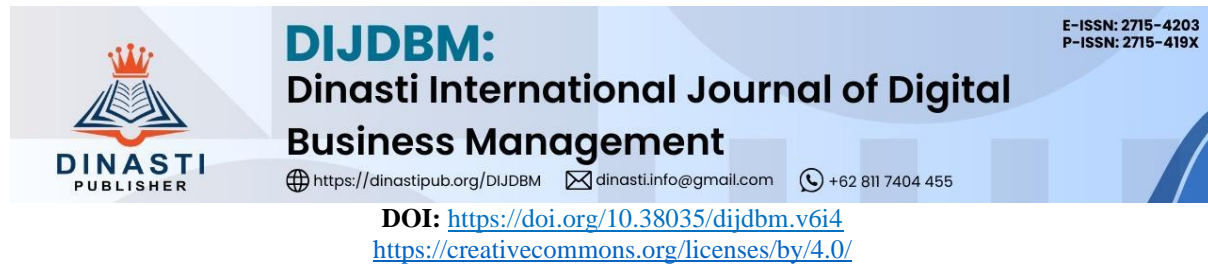 E-ISSN: 2715-4203
P-ISSN: 2715-419X
DIJDBM:
Dinasti International Journal of Digital
Business Management
DINASTI
PUBLISHER
https://dinastipub.org/DIJDBM dinasti.info@gmail.com +62 811 7404 455
DOI: https://doi.org/10.38035/dijdbm.v6i4
https://creativecommons.org/licenses/by/4.0/